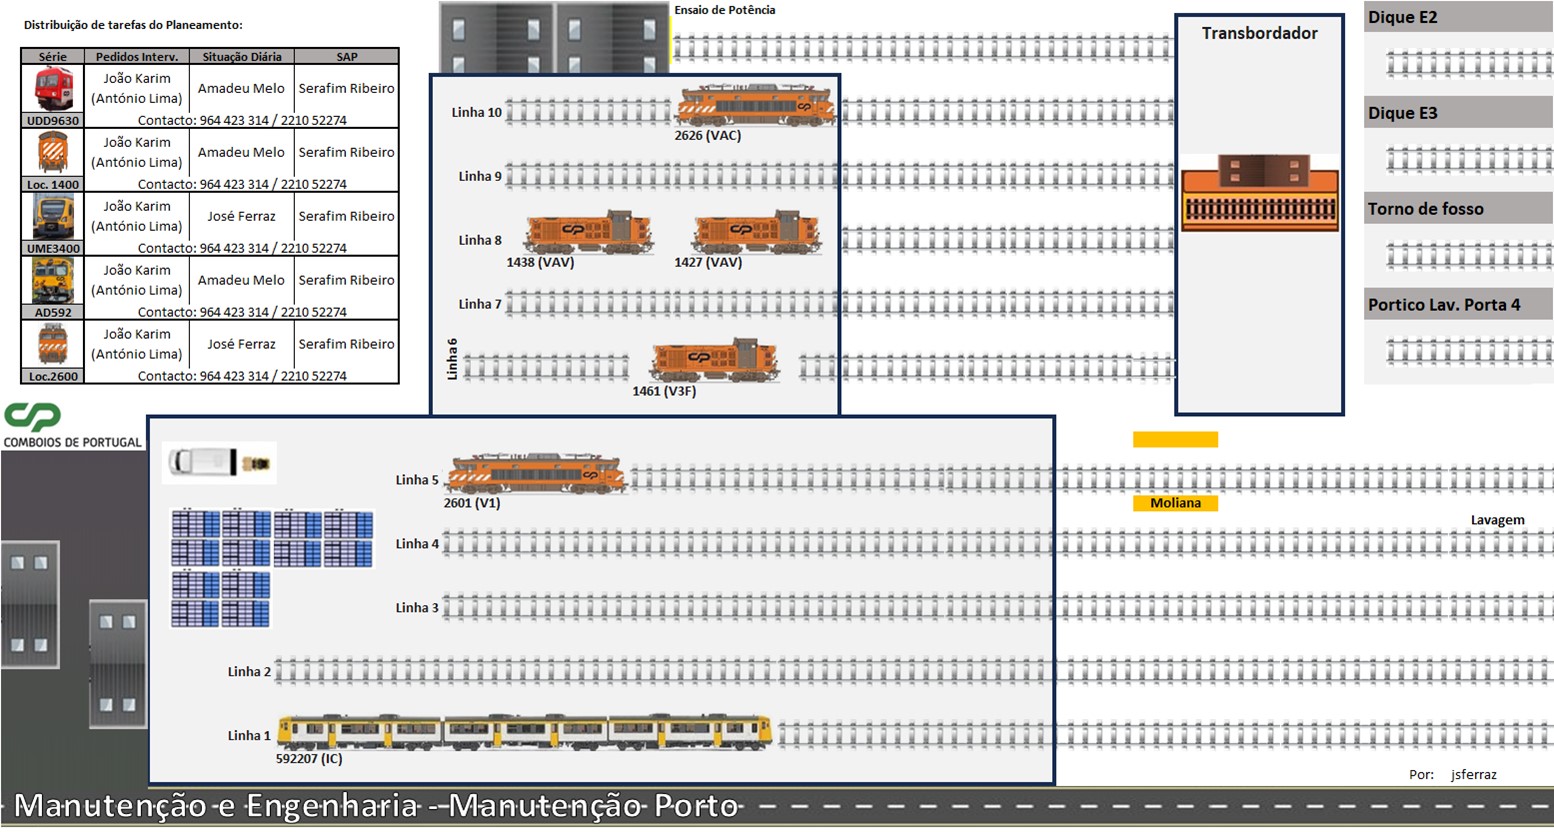 Distribuição de tarefas do Planeamento:
Série Pedidos Interv. Situação Diária SAP
João Karim
(António Lima)
Amadeu Melo
Serafim Ribeiro
UDD9630
Contacto: 964 423 314 / 2210 52274
João Karim
(António Lima)
Amadeu Melo
Serafim Ribeiro
Loc. 1400
Contacto: 964 423 314 / 2210 52274
João Karim
(António Lima)
José Ferraz
Serafim Ribeiro
UME3400
Contacto: 964 423 314 / 2210 52274
João Karim
(António Lima)
Amadeu Melo
Serafim Ribeiro
AD592
Contacto: 964 423 314 / 2210 52274
João Karim
(António Lima)
José Ferraz
Serafim Ribeiro
Loc.2600
Contacto: 964 423 314 / 2210 52274
CP
COMBOIOS DE PORTUGAL
Ensaio de Potência
Linha 10
2626 (VAC)
Linha 9
Linha 8
1438 (VAV)
1427 (VAV)
Linha 7
Linha 6
1461 (V3F)
Transbordador
Dique E2
Dique E3
Torno de fosso
Portico Lav. Porta 4
Linha 5
2601 (V1)
Moliana
Lavagem
Linha 4
Linha 3
Linha 2
Linha 1
592207 (IC)
Por: jsferraz
Manutenção e Engenharia - Manutenção Porto